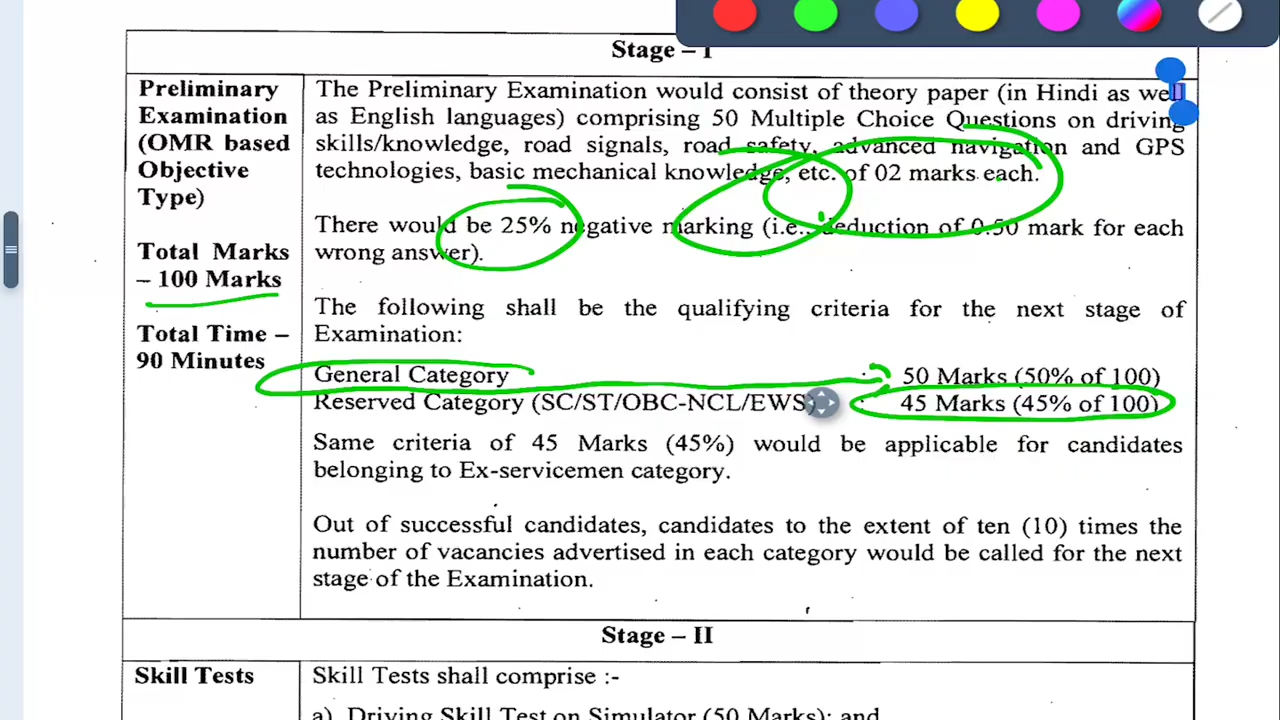 Stage – I
Preliminary
Examination
(OMR based
Objective
Type)
Total Marks
– 100 Marks
Total Time –
90 Minutes
The Preliminary Examination would consist of theory paper (in Hindi as well
as English languages) comprising 50 Multiple Choice Questions on driving
skills/knowledge, road signals, road safety, advanced navigation and GPS
technologies, basic mechanical knowledge, etc. of 02 marks each.
There would be 25% negative marking (i.e., deduction of 0.50 mark for each
wrong answer).
The following shall be the qualifying criteria for the next stage of
Examination:
General Category : 50 Marks (50% of 100)
Reserved Category (SC/ST/OBC-NCL/EWS) : 45 Marks (45% of 100)
Same criteria of 45 Marks (45%) would be applicable for candidates
belonging to Ex-servicemen category.
Out of successful candidates, candidates to the extent of ten (10) times the
number of vacancies advertised in each category would be called for the next
stage of the Examination.
Stage – II
Skill Tests
Skill Tests shall comprise :-
a) Driving Skill Test on Simulator (50 Marks); and